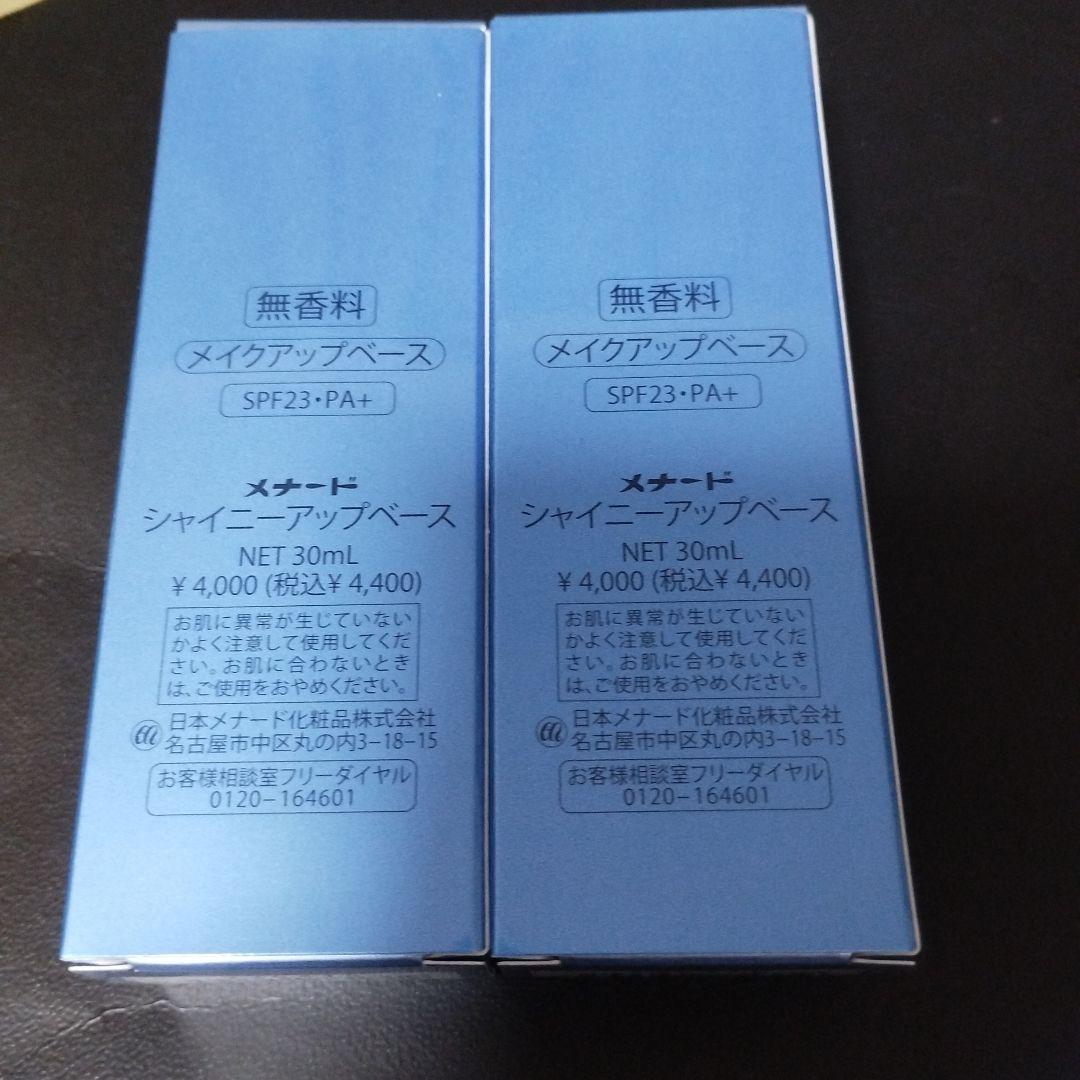 無香料
メイクアップベース
SPF23・PA+
メナード
シャイニーアップベース
NET 30mL
¥4,000 (税込¥4,400)
お肌に異常が生じていない
かよく注意して使用してくだ
さい。お肌に合わないとき
は、ご使用をおやめください。
日本メナード化粧品株式会社
名古屋市中区丸の内3-18-15
お客様相談室フリーダイヤル
0120-164601
無香料
メイクアップベース
SPF23・PA+
メナード
シャイニーアップベース
NET 30mL
¥4,000 (税込¥4,400)
お肌に異常が生じていない
かよく注意して使用してくだ
さい。お肌に合わないとき
は、ご使用をおやめください。
日本メナード化粧品株式会社
名古屋市中区丸の内3-18-15
お客様相談室フリーダイヤル
0120-164601